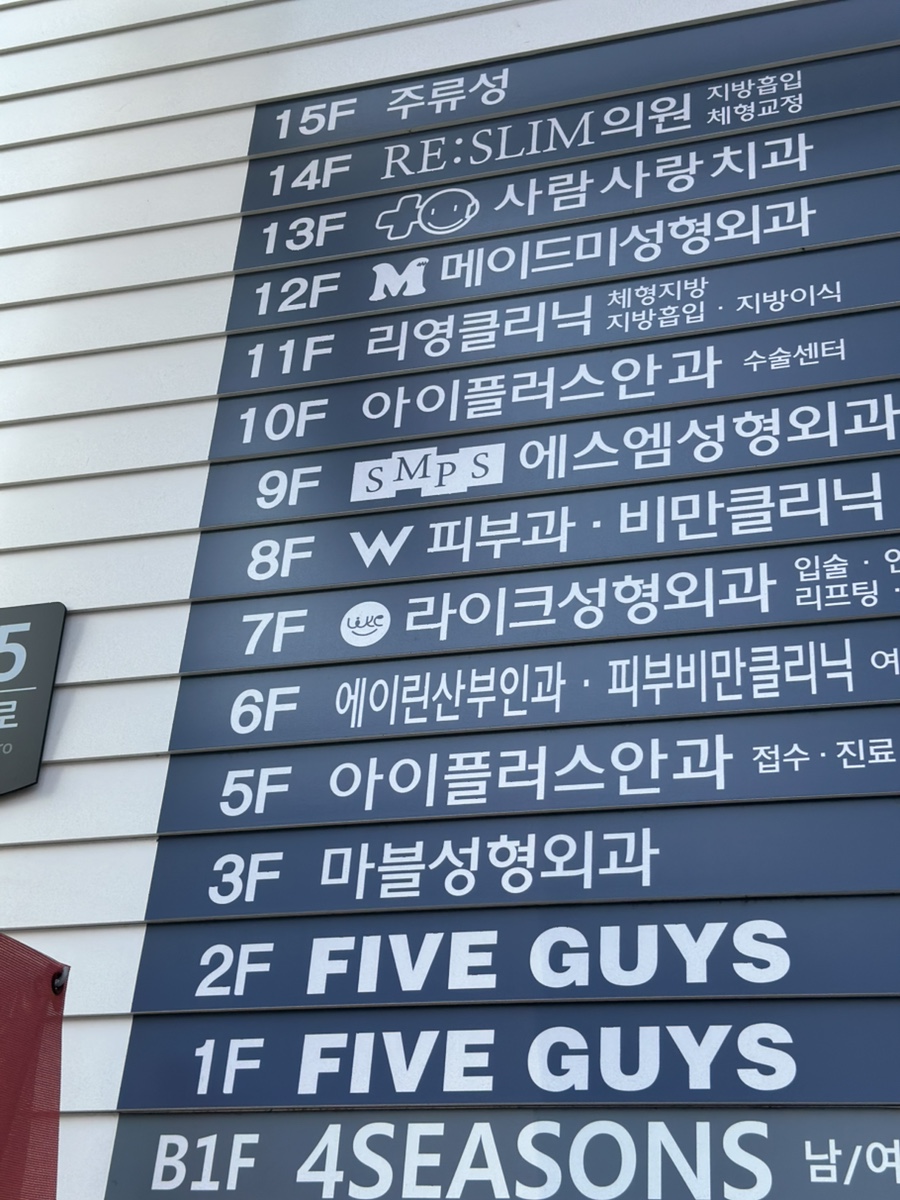 15F 주류성
14F RE:SLIM의원 지방흡입 체형교정
13F 사람사랑치과
12F M 메이드미성형외과
11F 리영클리닉 체형지방 지방흡입 · 지방이식
10F 아이플러스안과 수술센터
9F SMPS 에스엠성형외과
8F W 피부과 · 비만클리닉
7F like 라이크성형외과 입술 · 리프팅 ·
6F 에이린산부인과 · 피부비만클리닉 예
5F 아이플러스안과 접수 · 진료
3F 마블성형외과
2F FIVE GUYS
1F FIVE GUYS
B1F 4SEASONS 남/여
5
로
ro